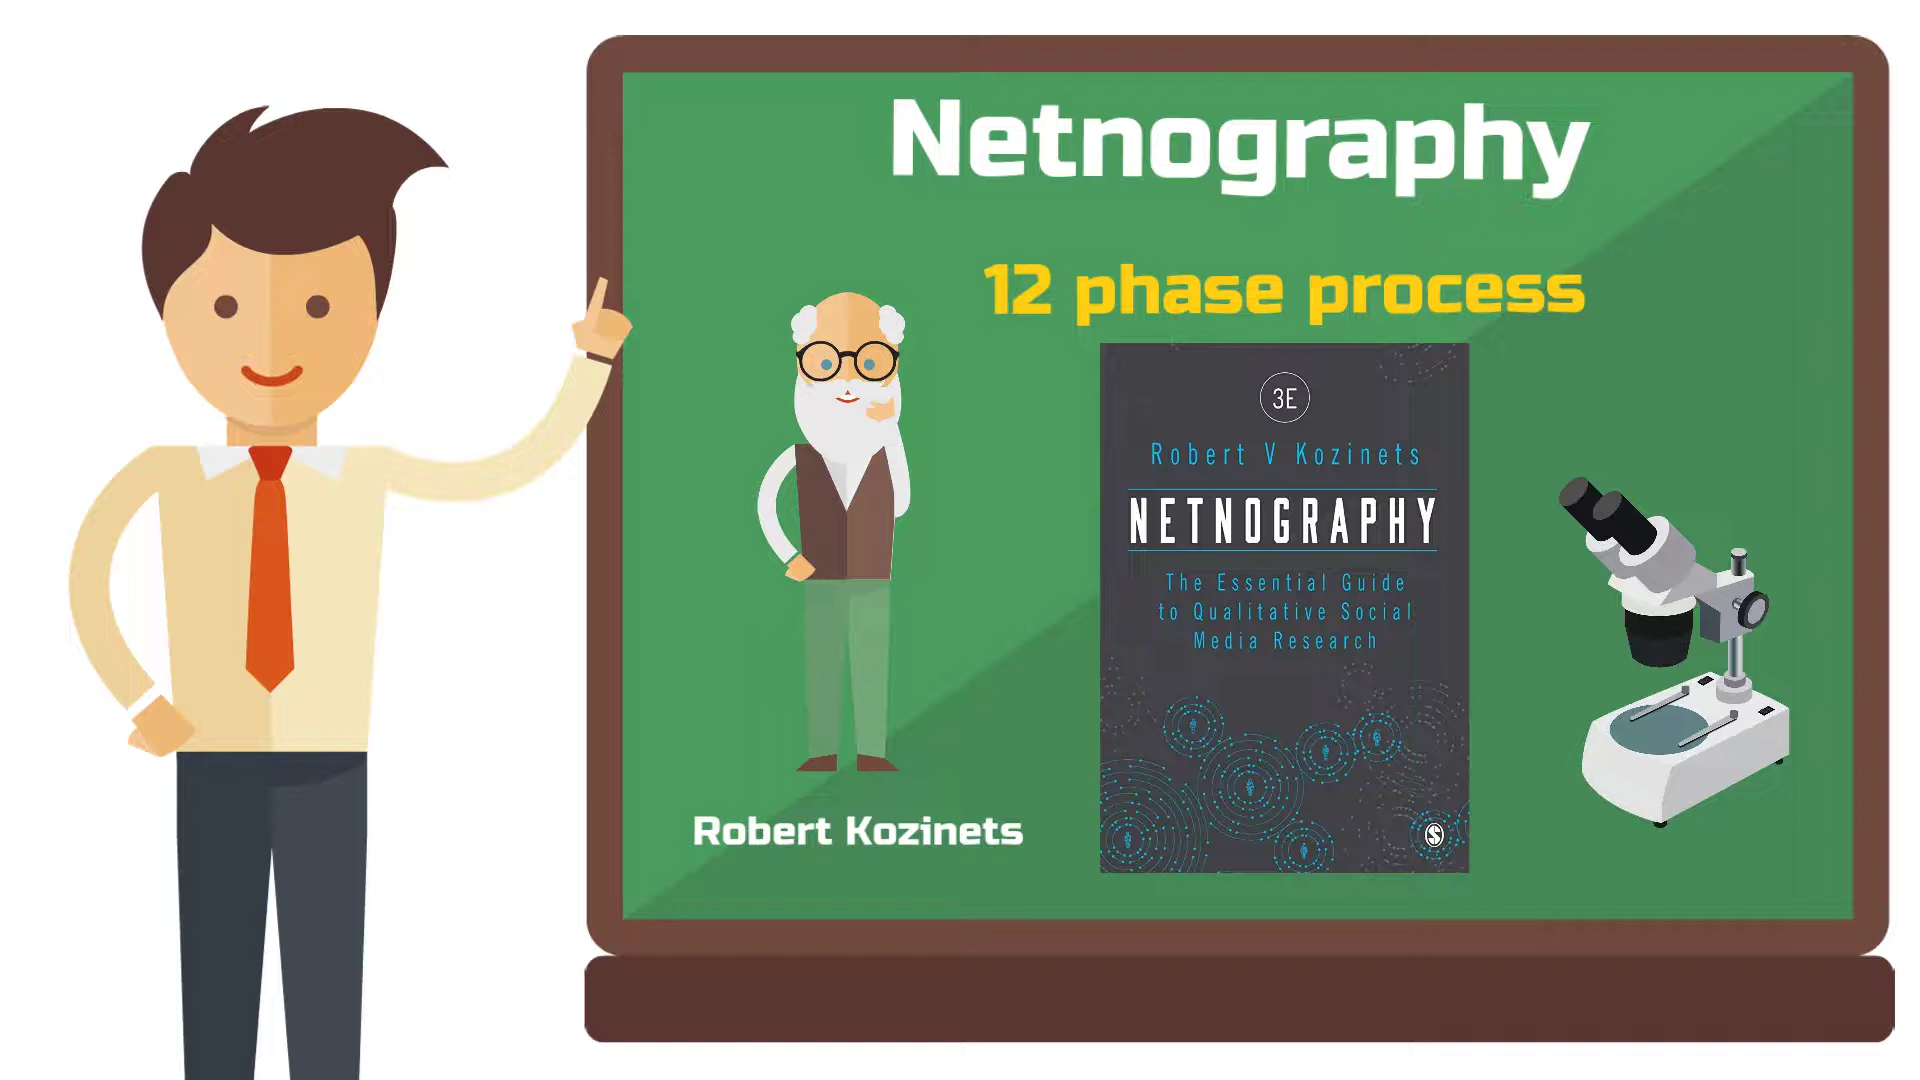 Netnography
12 phase process
3E
Robert V Kozinets
NETNOGRAPHY
The Essential Guide
to Qualitative Social
Media Research
S
Robert Kozinets